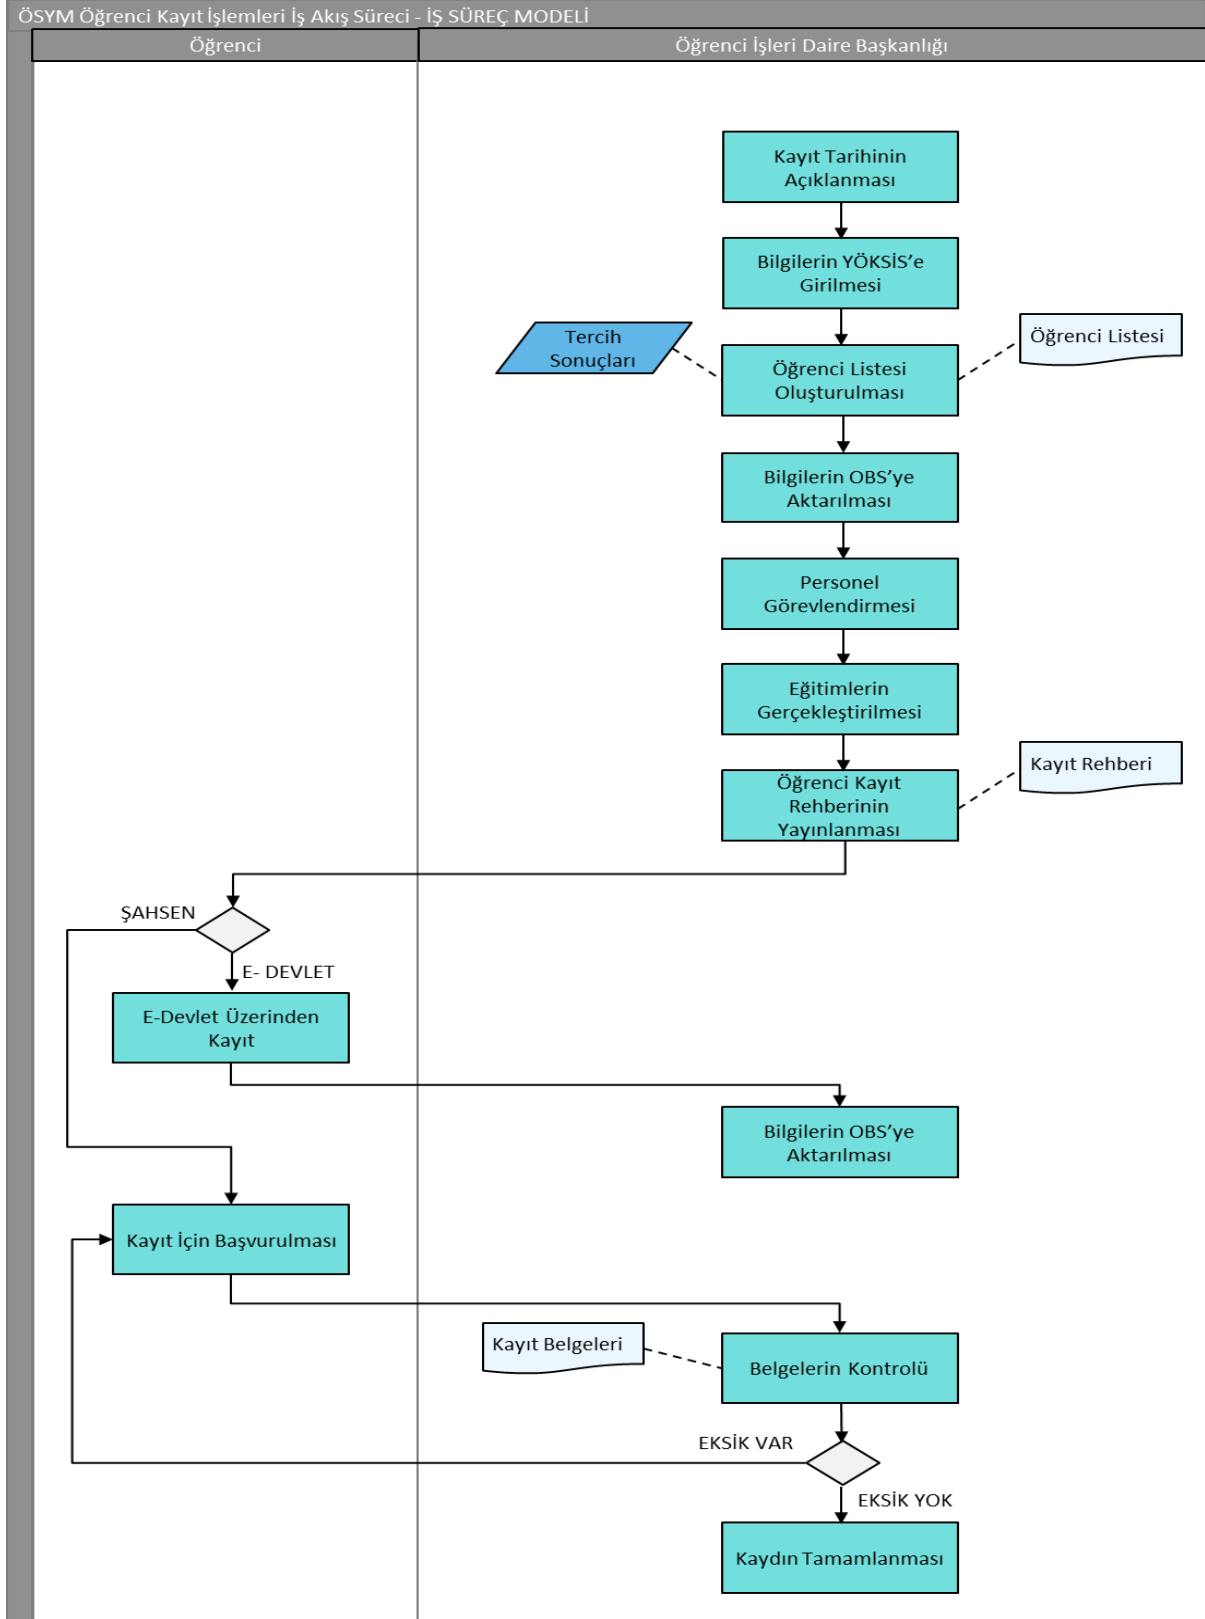 ÖSYM Öğrenci Kayıt İşlemleri İş Akış Süreci - İŞ SÜREÇ MODELİ
Öğrenci
Öğrenci İşleri Daire Başkanlığı
Kayıt Tarihinin
Açıklanması
Bilgilerin YÖKSİS’e
Girilmesi
Tercih
Sonuçları
Öğrenci Listesi
Öğrenci Listesi
Oluşturulması
Bilgilerin OBS’ye
Aktarılması
Personel
Görevlendirmesi
Eğitimlerin
Gerçekleştirilmesi
Kayıt Rehberi
Öğrenci Kayıt
Rehberinin
Yayınlanması
ŞAHSEN
E- DEVLET
E-Devlet Üzerinden
Kayıt
Bilgilerin OBS’ye
Aktarılması
Kayıt İçin Başvurulması
Kayıt Belgeleri
Belgelerin Kontrolü
EKSİK VAR
EKSİK YOK
Kaydın Tamamlanması